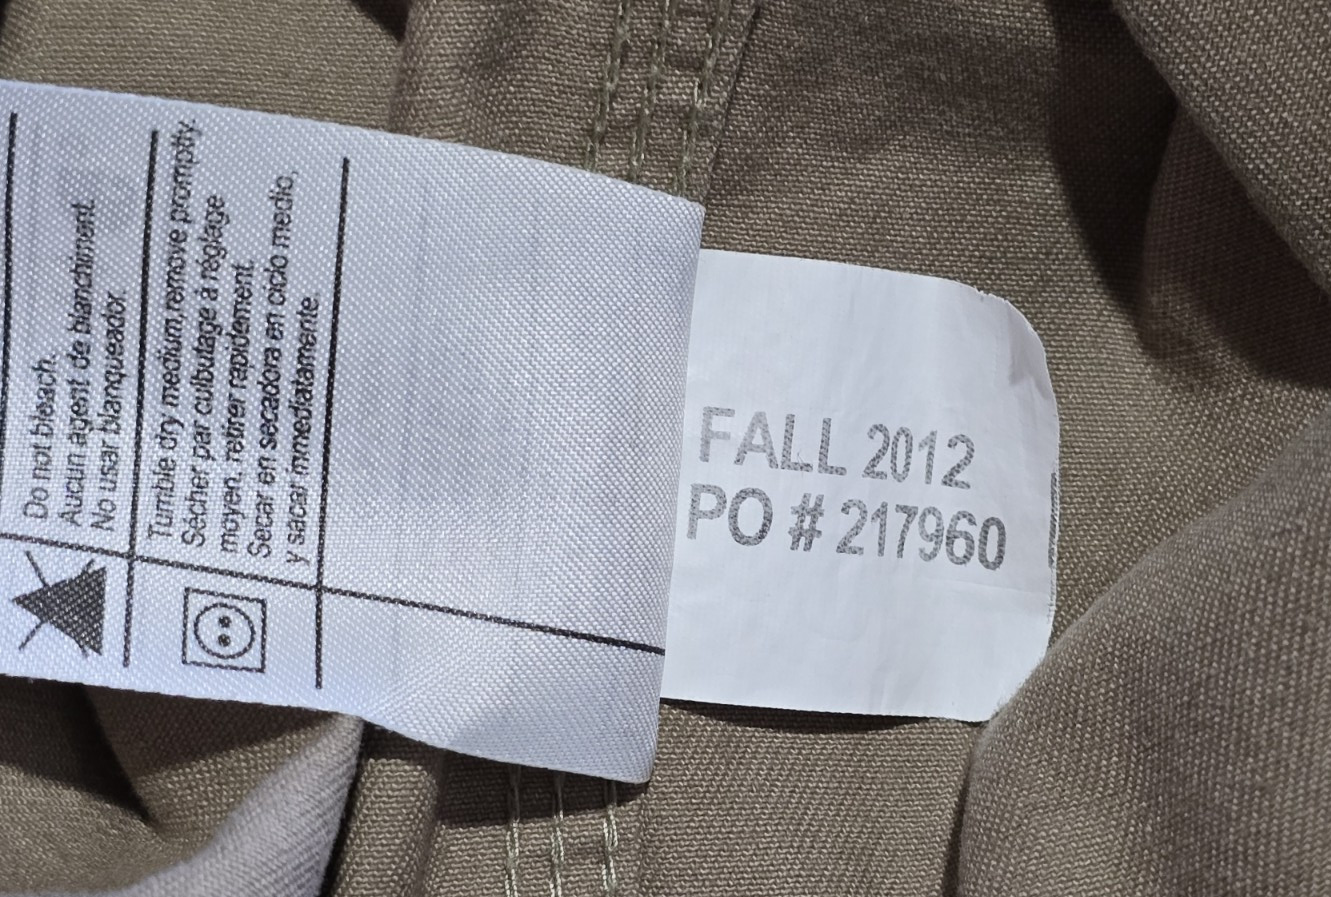 Do not bleach.
Aucun agent de blanchiment.
No usar blanqueador.
Tumble dry medium,remove promptly.
Sécher par culbutage à réglage
moyen, retirer rapidement.
Secar en secadora en ciclo medio,
y sacar mmediatamente.
FALL 2012
PO # 217960